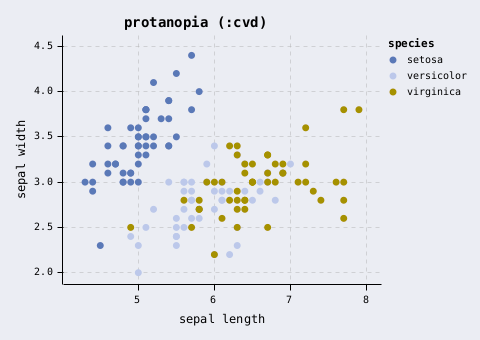 protanopia (:cvd)
species
setosa
versicolor
virginica
sepal width
4.5
4.0
3.5
3.0
2.5
2.0
5 6 7 8
sepal length